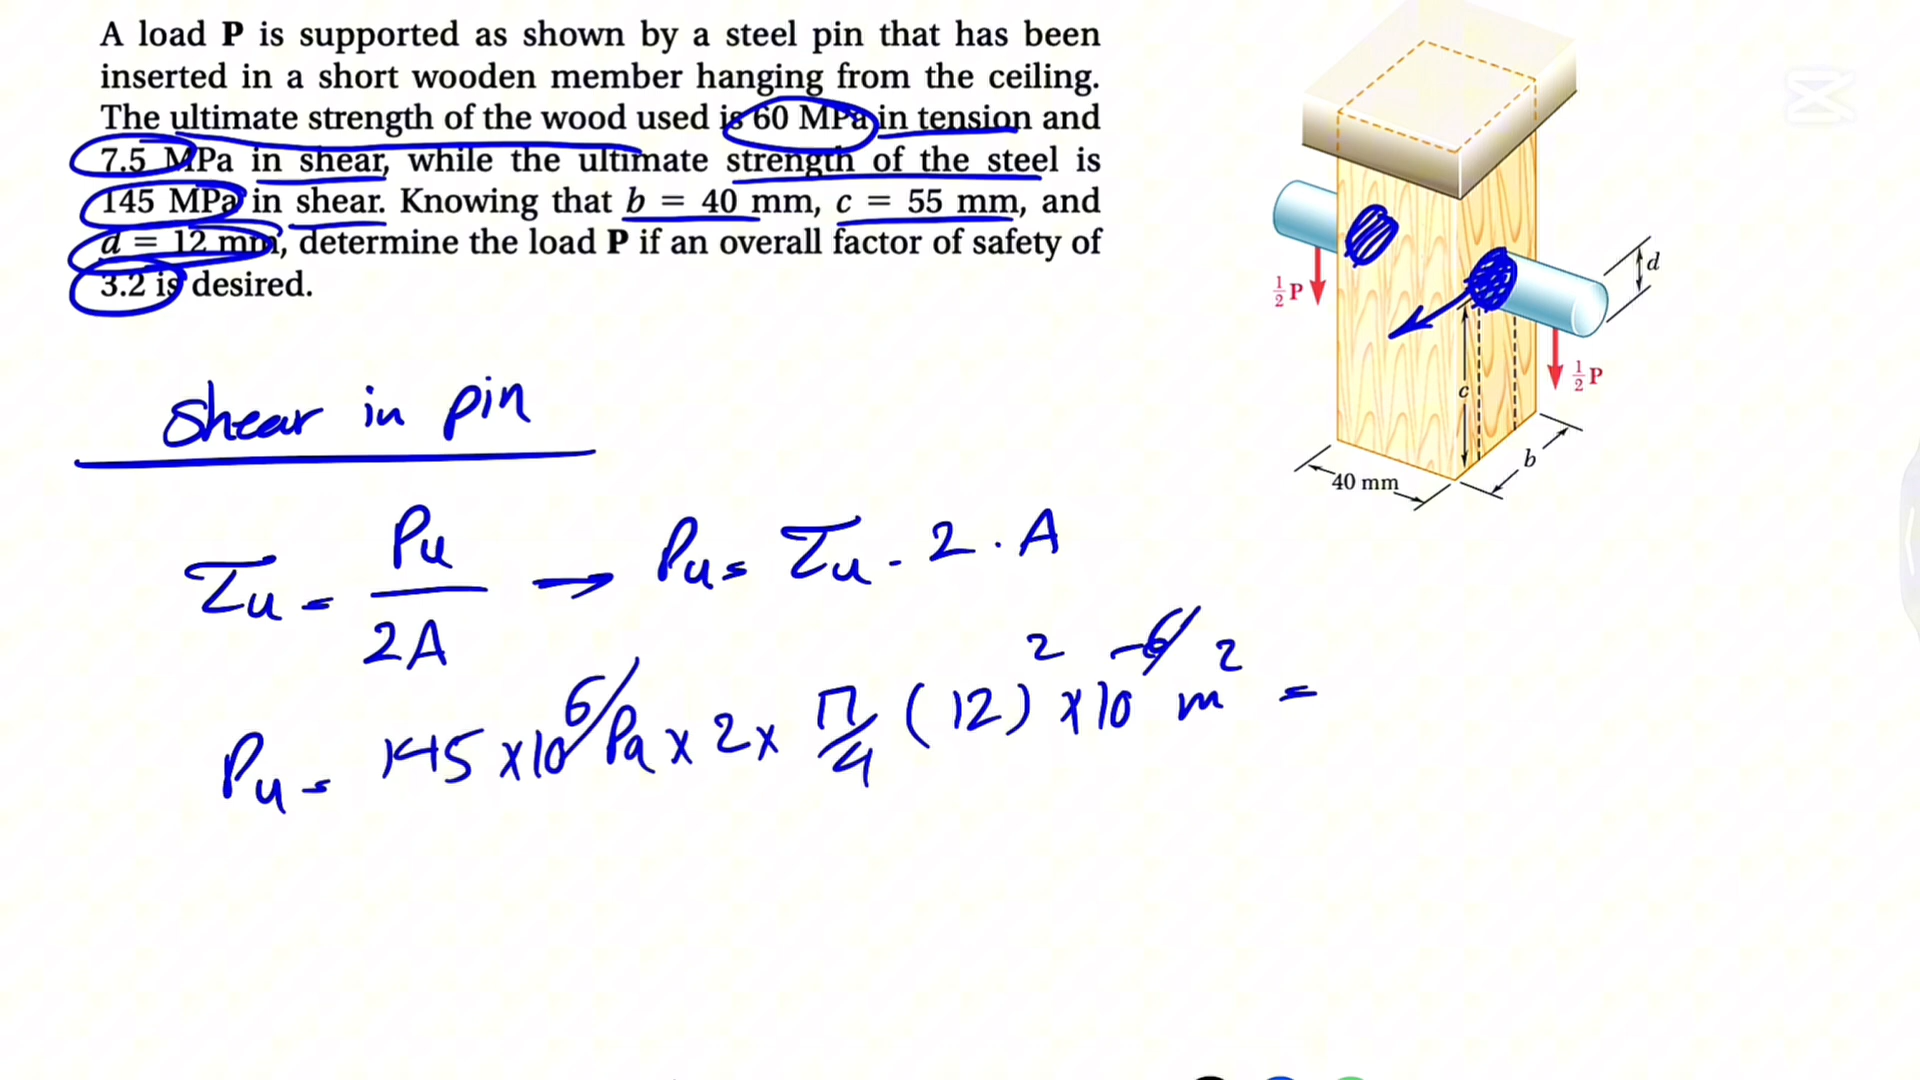 A load P is supported as shown by a steel pin that has been
inserted in a short wooden member hanging from the ceiling.
The ultimate strength of the wood used is 60 MPa in tension and
7.5 MPa in shear, while the ultimate strength of the steel is
145 MPa in shear. Knowing that b = 40 mm, c = 55 mm, and
d = 12 mm, determine the load P if an overall factor of safety of
3.2 is desired.
d
½P
½P
c
b
40 mm
Shear in pin
τu = Pu / 2A → Pu = τu · 2 · A
Pu = 145 × 10⁶ Pa × 2 × π/4 (12)² × 10⁻⁶ m² =